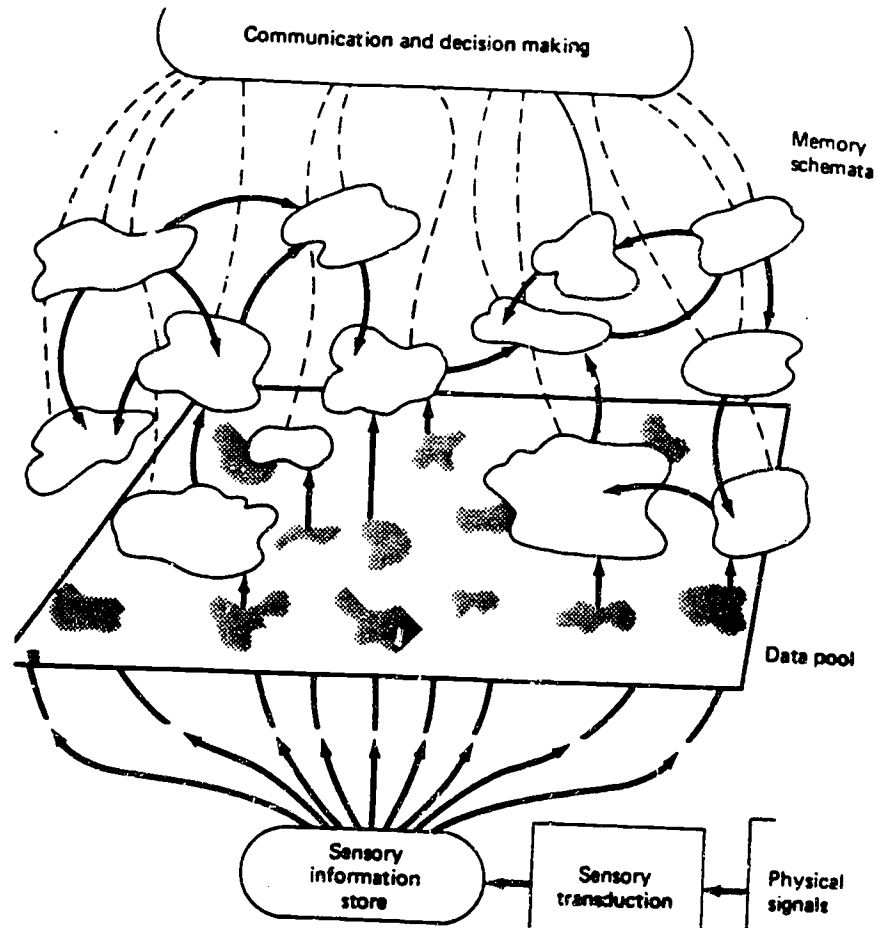 Communication and decision making
Memory
schemata
Data pool
Sensory
information
store
Sensory
transduction
Physical
signals